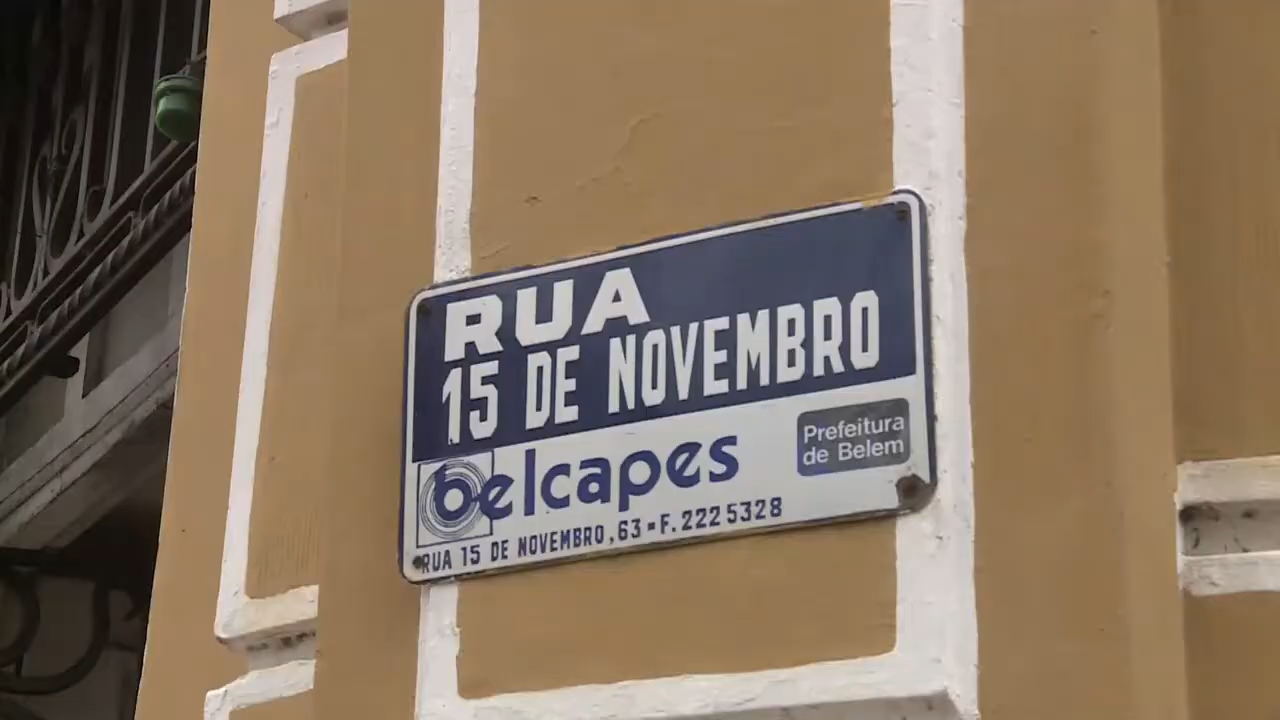 RUA
15 DE NOVEMBRO
belcapes
Prefeitura
de Belem
RUA 15 DE NOVEMBRO, 63 - F. 222 5328